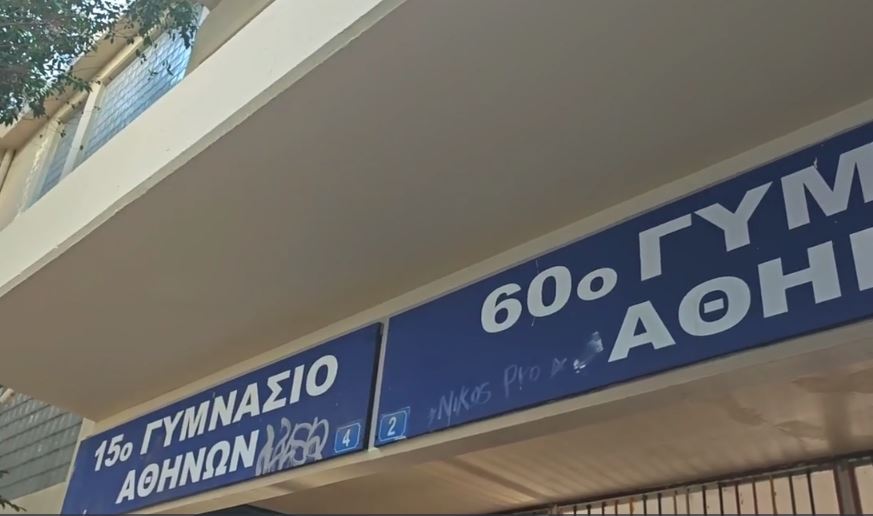 15ο ΓΥΜΝΑΣΙΟ
ΑΘΗΝΩΝ
4
60ο ΓΥΜ
ΑΘΗ
Nikos Pro
2